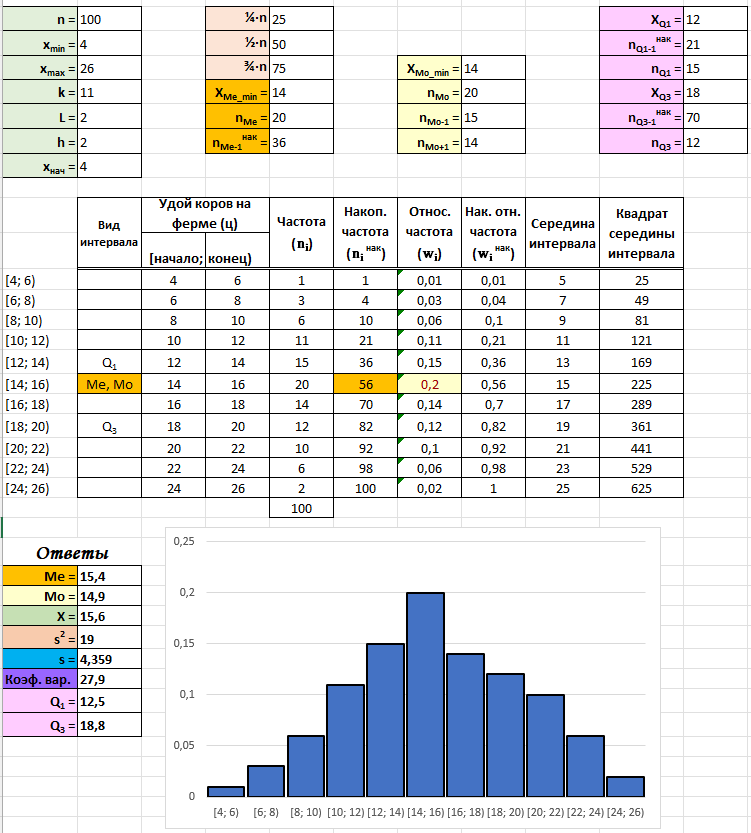 n = 100 ¼·n 25 XQ1 = 12
xmin = 4 ½·n 50 nQ1-1 нак = 21
xmax = 26 ¾·n 75 XMo_min = 14 nQ1 = 15
k = 11 XMe_min = 14 nMo = 20 XQ3 = 18
L = 2 nMe = 20 nMo-1 = 15 nQ3-1 нак = 70
h = 2 nMe-1 нак = 36 nMo+1 = 14 nQ3 = 12
xнач = 4
Вид интервала
Удой коров на ферме (ц)
[начало; конец)
Частота (ni)
Накоп. частота (ni нак)
Относ. частота (wi)
Нак. отн. частота (wi нак)
Середина интервала
Квадрат середины интервала
[4; 6) 4 6 1 1 0,01 0,01 5 25
[6; 8) 6 8 3 4 0,03 0,04 7 49
[8; 10) 8 10 6 10 0,06 0,1 9 81
[10; 12) 10 12 11 21 0,11 0,21 11 121
[12; 14) Q1 12 14 15 36 0,15 0,36 13 169
[14; 16) Me, Mo 14 16 20 56 0,2 0,56 15 225
[16; 18) 16 18 14 70 0,14 0,7 17 289
[18; 20) Q3 18 20 12 82 0,12 0,82 19 361
[20; 22) 20 22 10 92 0,1 0,92 21 441
[22; 24) 22 24 6 98 0,06 0,98 23 529
[24; 26) 24 26 2 100 0,02 1 25 625
100
Ответы
Me = 15,4
Mo = 14,9
X = 15,6
s² = 19
s = 4,359
Коэф. вар. 27,9
Q1 = 12,5
Q3 = 18,8
0,25
0,2
0,15
0,1
0,05
0
[4; 6) [6; 8) [8; 10) [10; 12) [12; 14) [14; 16) [16; 18) [18; 20) [20; 22) [22; 24) [24; 26)